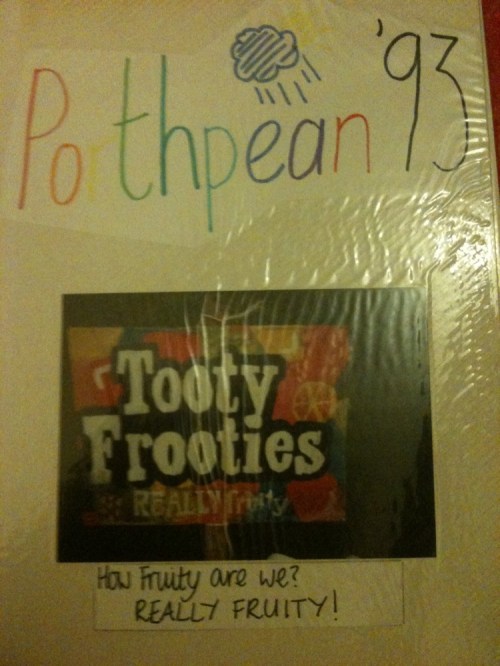 Porthpean '93
Tooty
Frooties
REALLY fruity
How Fruity are we?
REALLY FRUITY!